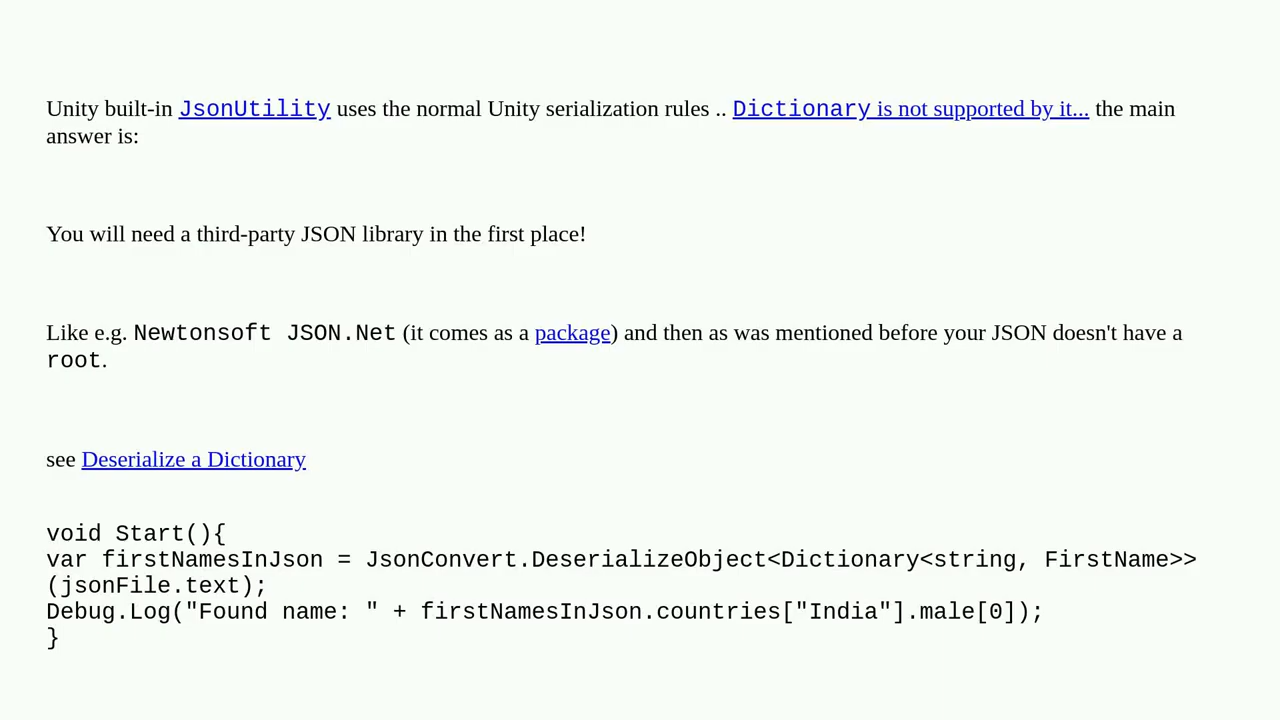 Unity built-in JsonUtility uses the normal Unity serialization rules .. Dictionary is not supported by it... the main
answer is:
You will need a third-party JSON library in the first place!
Like e.g. Newtonsoft JSON.Net (it comes as a package) and then as was mentioned before your JSON doesn't have a
root.
see Deserialize a Dictionary
void Start(){
var firstNamesInJson = JsonConvert.DeserializeObject<Dictionary<string, FirstName>>
(jsonFile.text);
Debug.Log("Found name: " + firstNamesInJson.countries["India"].male[0]);
}